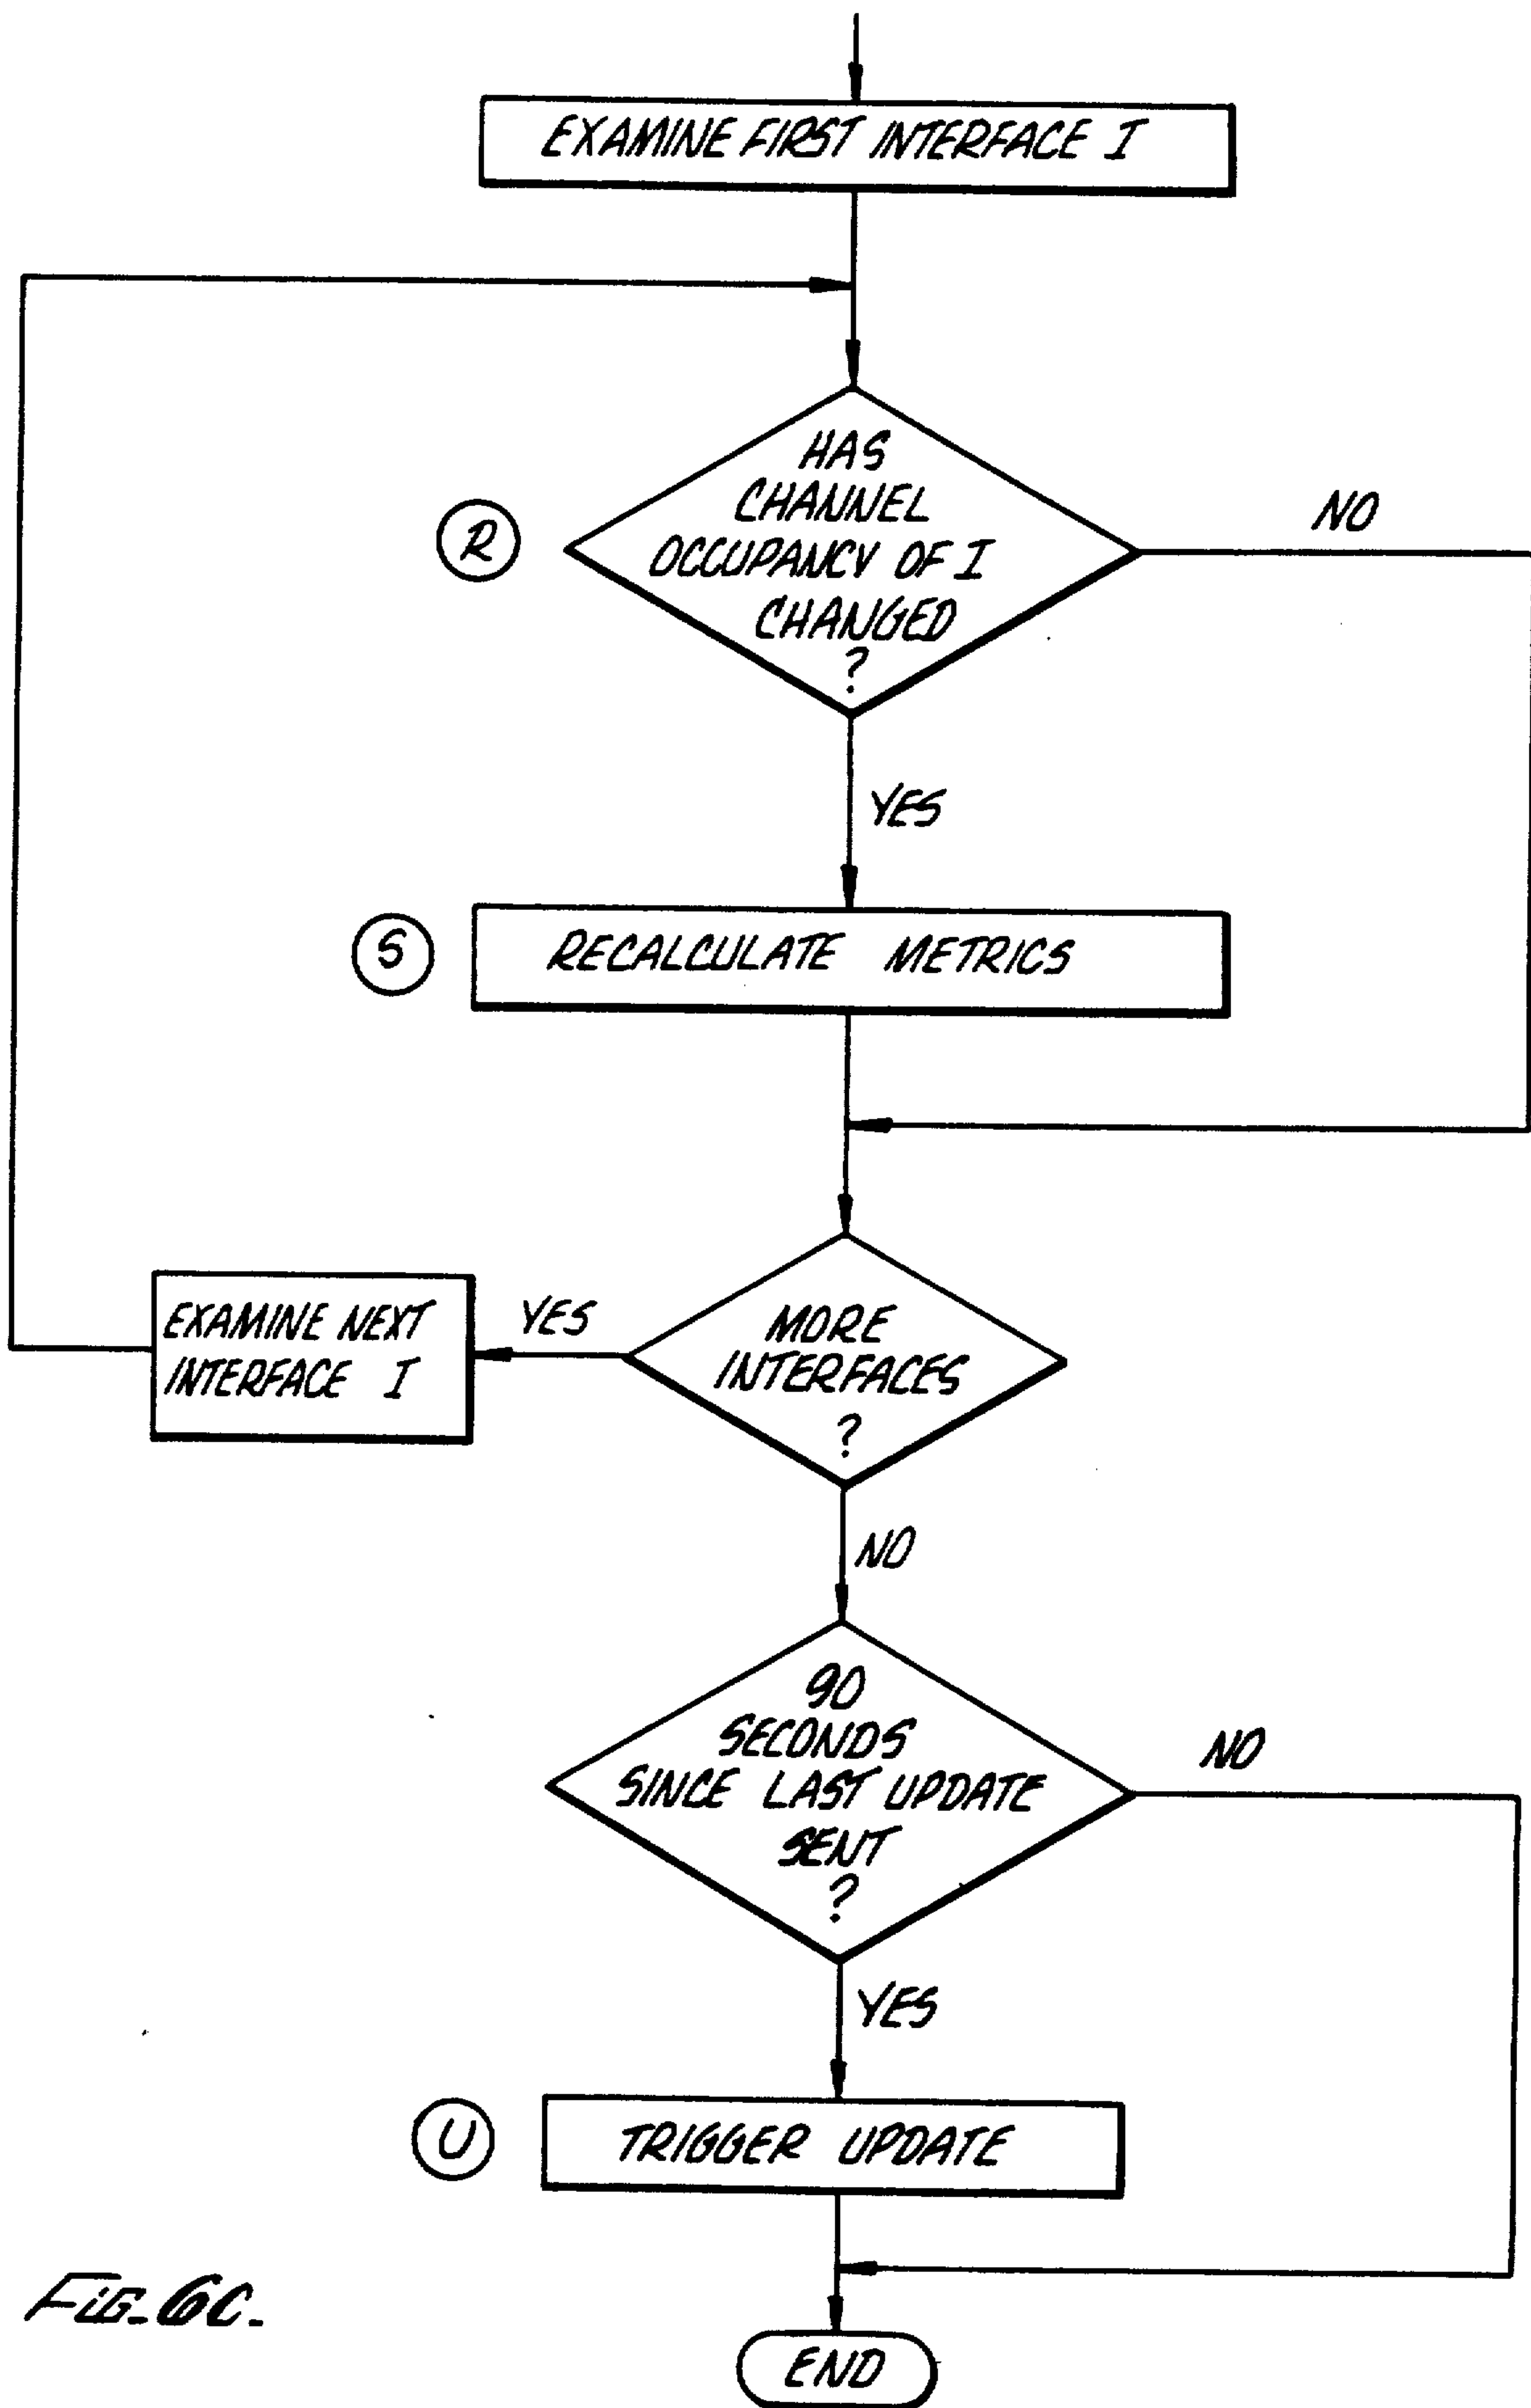 EXAMINE FIRST INTERFACE I
HAS
CHANNEL
OCCUPANCY OF I
CHANGED
?
R
NO
YES
S
RECALCULATE METRICS
EXAMINE NEXT
INTERFACE I
YES
MORE
INTERFACES
?
NO
90
SECONDS
SINCE LAST UPDATE
SENT
?
NO
YES
U
TRIGGER UPDATE
END
FIG. 6C.